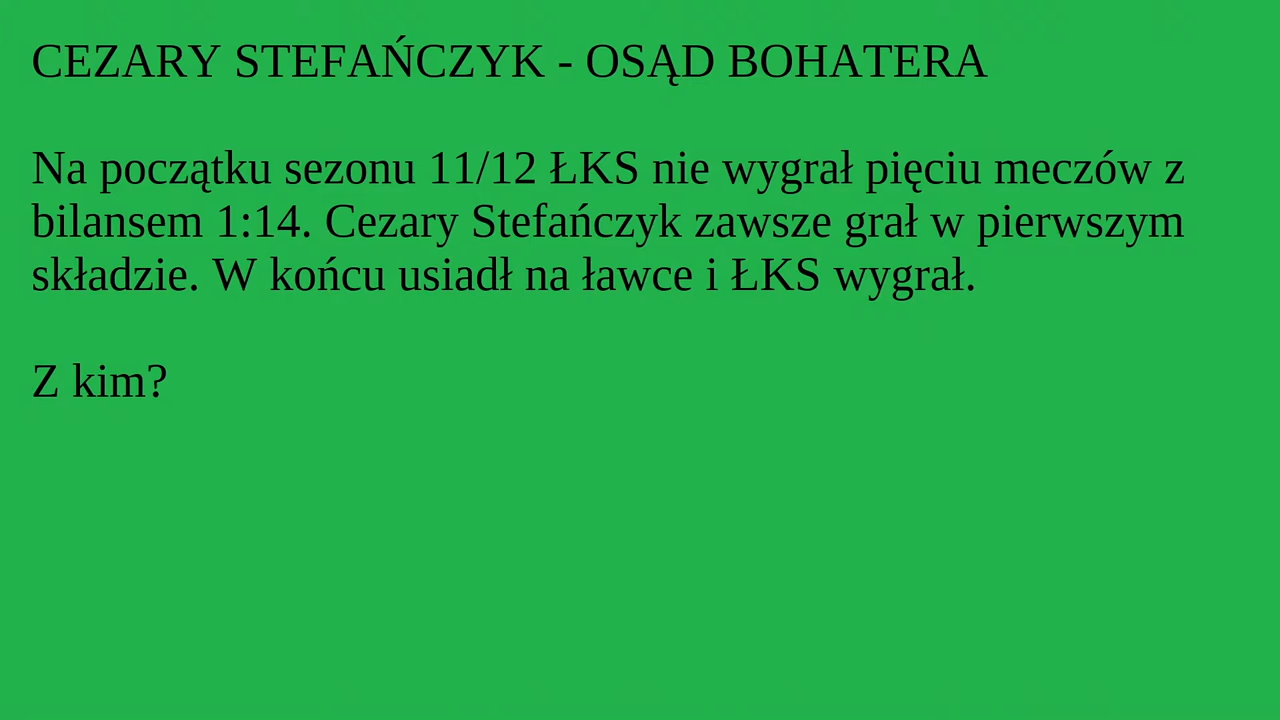 CEZARY STEFAŃCZYK - OSĄD BOHATERA
Na początku sezonu 11/12 ŁKS nie wygrał pięciu meczów z
bilansem 1:14. Cezary Stefańczyk zawsze grał w pierwszym
składzie. W końcu usiadł na ławce i ŁKS wygrał.
Z kim?